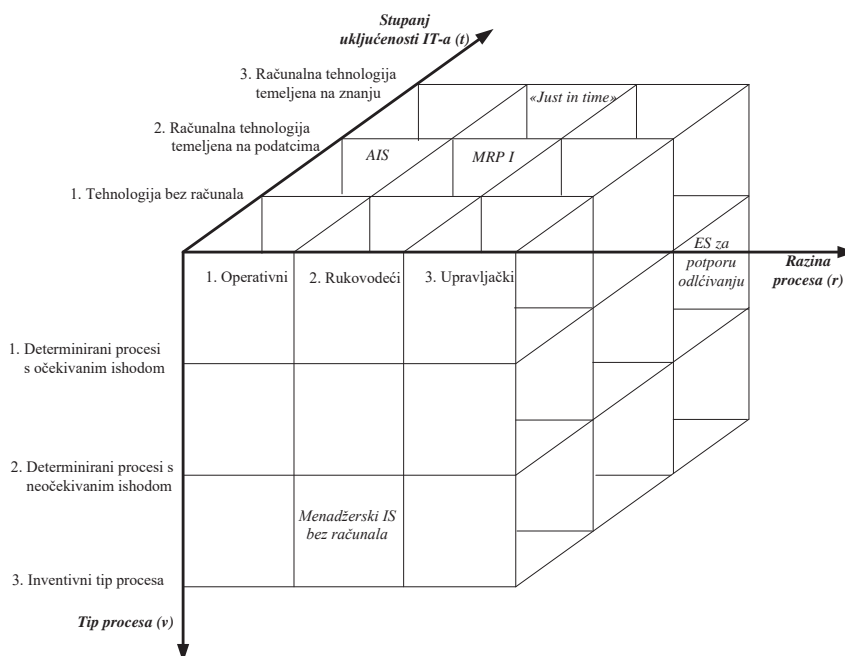 Stupanj
uključenosti IT-a (t)
3. Računalna tehnologija
temeljena na znanju
«Just in time»
2. Računalna tehnologija
temeljena na podatcima
AIS
MRP I
1. Tehnologija bez računala
1. Operativni
2. Rukovodeći
3. Upravljački
ES za
potporu
odlćivanju
Razina
procesa (r)
1. Determinirani procesi
s očekivanim ishodom
2. Determinirani procesi s
neočekivanim ishodom
Menadžerski IS
bez računala
3. Inventivni tip procesa
Tip procesa (v)